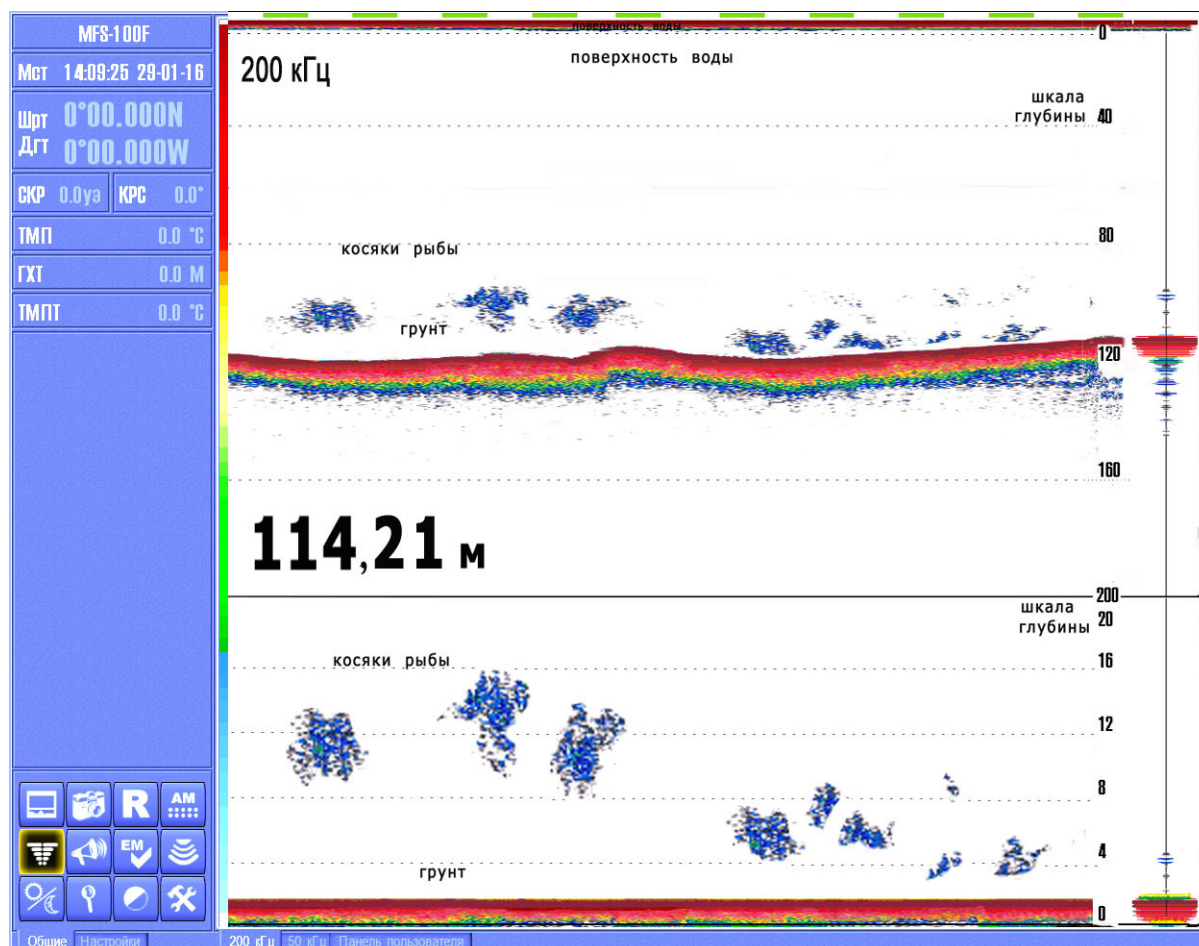 MFS-100F
Мст 14:09:25 29-01-16
Шрт 0°00.000N
Дгт 0°00.000W
СКР 0.0уз КРС 0.0°
ТМП 0.0 °C
ГХТ 0.0 М
ТМПТ 0.0 °C
R
AM
EM
Общие Настройки
поверхность воды
0
200 кГц
поверхность воды
шкала
глубины 40
80
косяки рыбы
грунт
120
160
114,21 м
200
шкала
глубины 20
косяки рыбы
16
12
8
4
грунт
0
200 кГц 50 кГц Панель пользователя